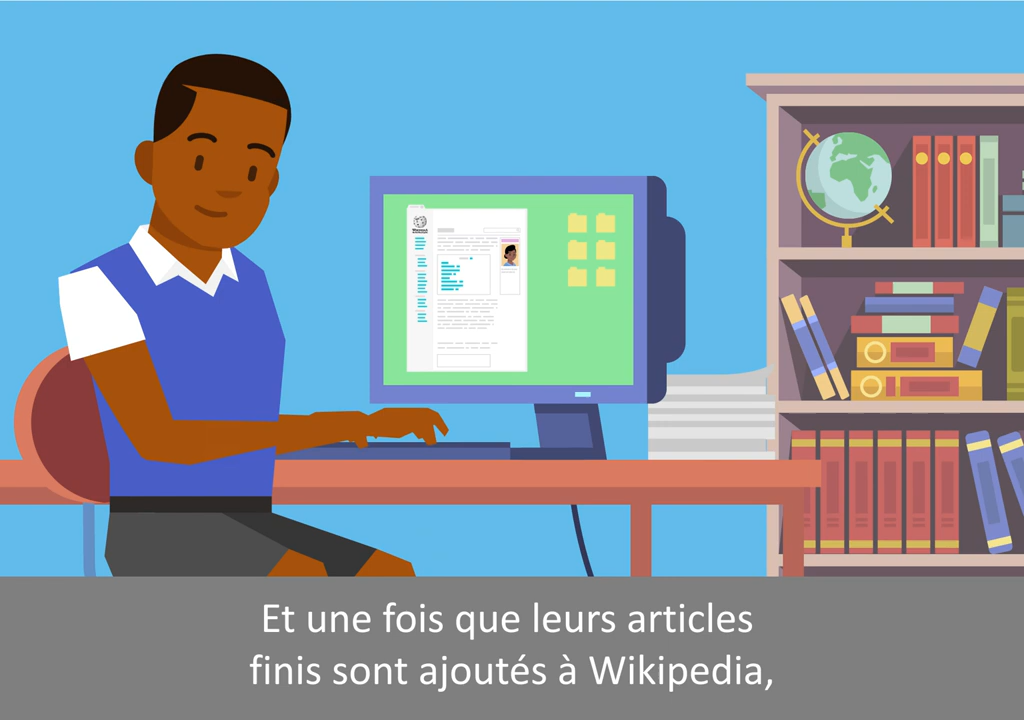 Et une fois que leurs articles
finis sont ajoutés à Wikipedia,